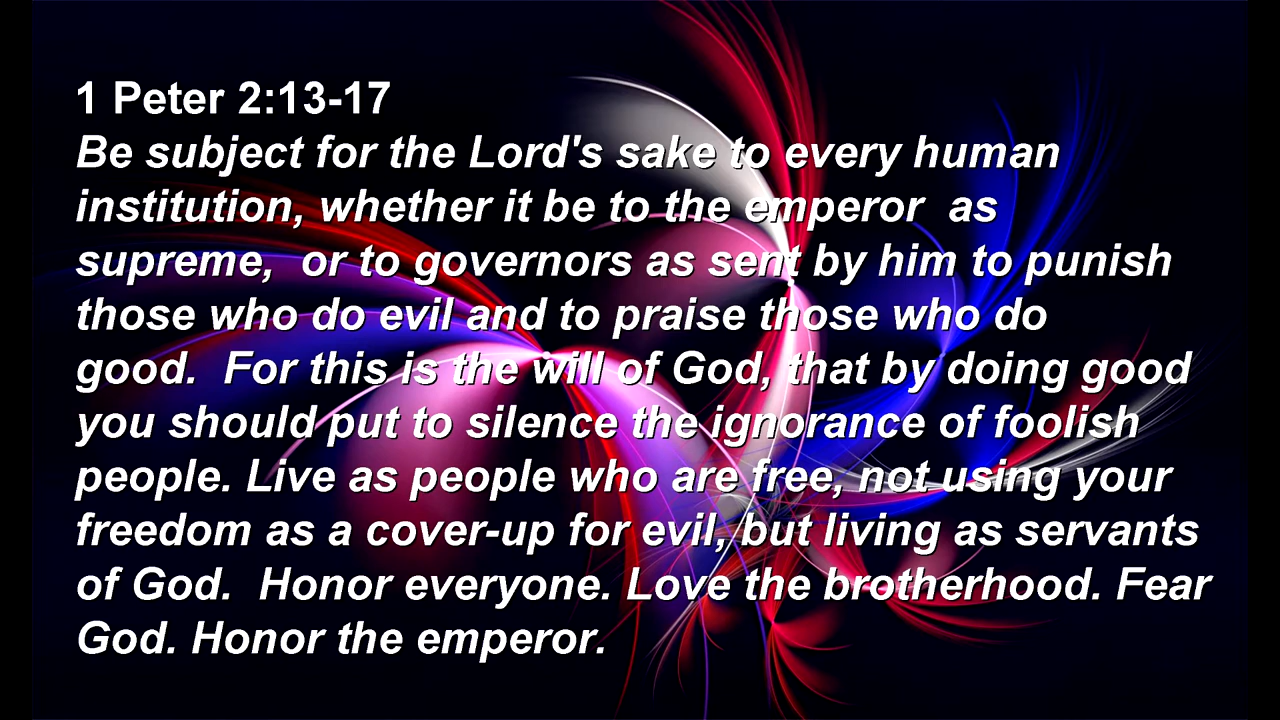 1 Peter 2:13-17
Be subject for the Lord's sake to every human
institution, whether it be to the emperor  as
supreme,  or to governors as sent by him to punish
those who do evil and to praise those who do
good.  For this is the will of God, that by doing good
you should put to silence the ignorance of foolish
people. Live as people who are free, not using your
freedom as a cover-up for evil, but living as servants
of God.  Honor everyone. Love the brotherhood. Fear
God. Honor the emperor.